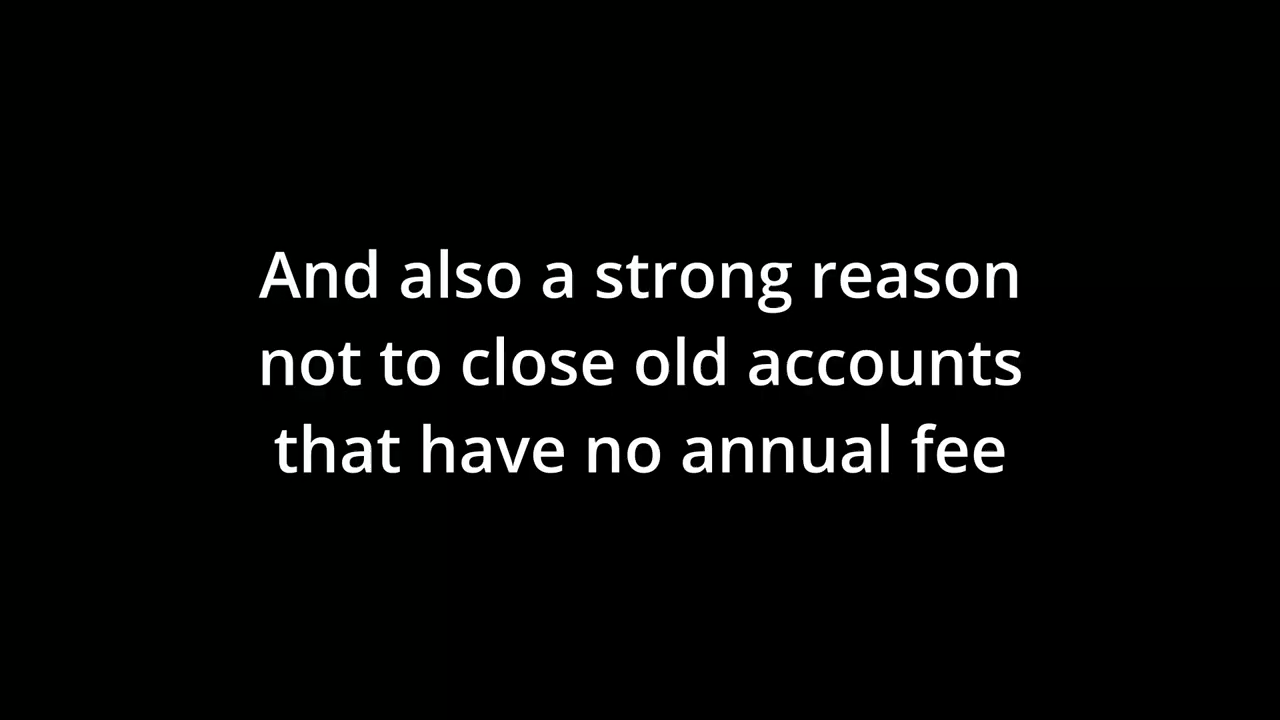 And also a strong reason
not to close old accounts
that have no annual fee